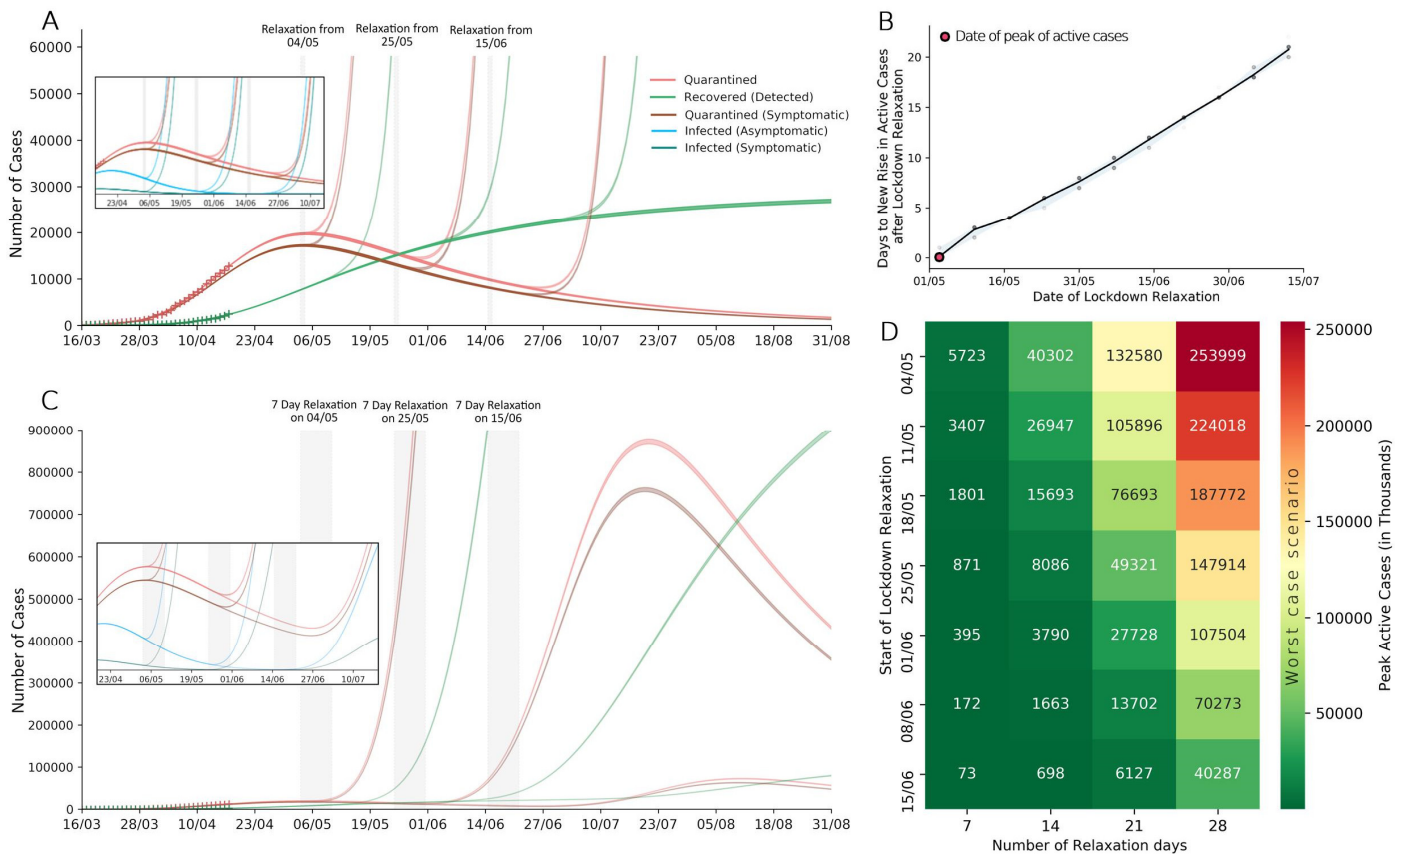 A
Relaxation from
04/05
Relaxation from
25/05
Relaxation from
15/06
60000
50000
40000
30000
20000
10000
0
Number of Cases
Quarantined
Recovered (Detected)
Quarantined (Symptomatic)
Infected (Asymptomatic)
Infected (Symptomatic)
23/04 06/05 19/05 01/06 14/06 27/06 10/07
16/03 28/03 10/04 23/04 06/05 19/05 01/06 14/06 27/06 10/07 23/07 05/08 18/08 31/08
B
Date of peak of active cases
Days to New Rise in Active Cases
after Lockdown Relaxation
20
15
10
5
0
01/05 16/05 31/05 15/06 30/06 15/07
Date of Lockdown Relaxation
C
7 Day Relaxation
on 04/05
7 Day Relaxation
on 25/05
7 Day Relaxation
on 15/06
900000
800000
700000
600000
500000
400000
300000
200000
100000
0
Number of Cases
23/04 06/05 19/05 01/06 14/06 27/06 10/07
16/03 28/03 10/04 23/04 06/05 19/05 01/06 14/06 27/06 10/07 23/07 05/08 18/08 31/08
D
Start of Lockdown Relaxation
04/05 5723 40302 132580 253999
11/05 3407 26947 105896 224018
18/05 1801 15693 76693 187772
25/05 871 8086 49321 147914
01/06 395 3790 27728 107504
08/06 172 1663 13702 70273
15/06 73 698 6127 40287
7 14 21 28
Number of Relaxation days
Worst case scenario
250000
200000
150000
100000
50000
Peak Active Cases (in Thousands)